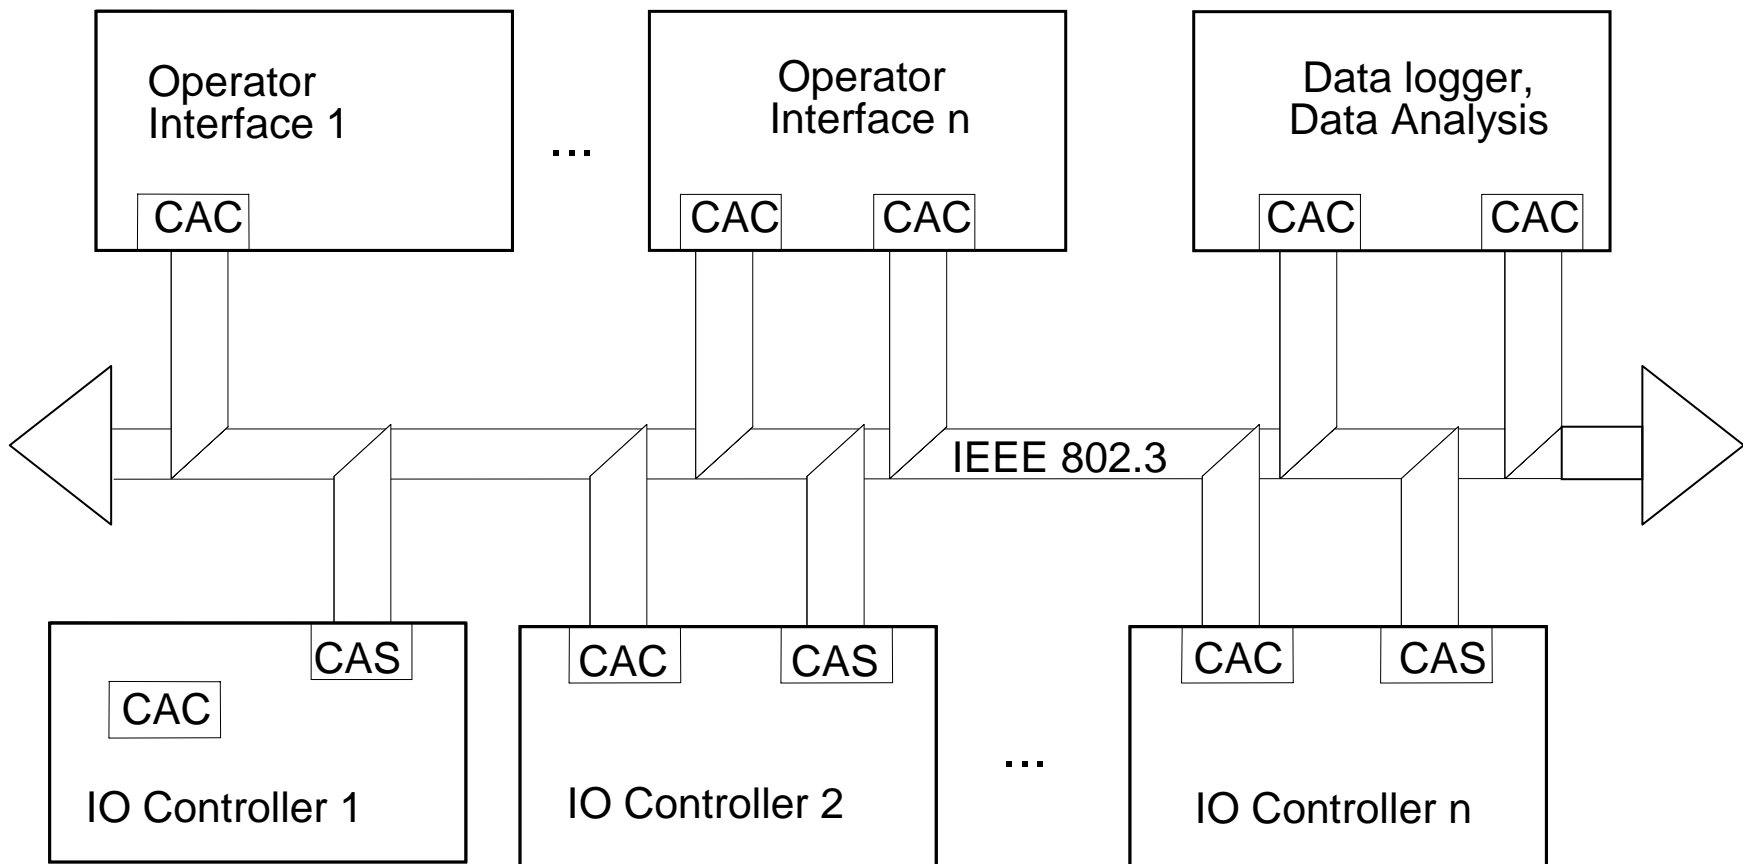 Operator
Interface 1
...
Operator
Interface n
Data logger,
Data Analysis
CAC
CAC
CAC
CAC
CAC
IEEE 802.3
CAS
CAC
CAS
CAC
CAS
CAC
...
IO Controller 1
IO Controller 2
IO Controller n